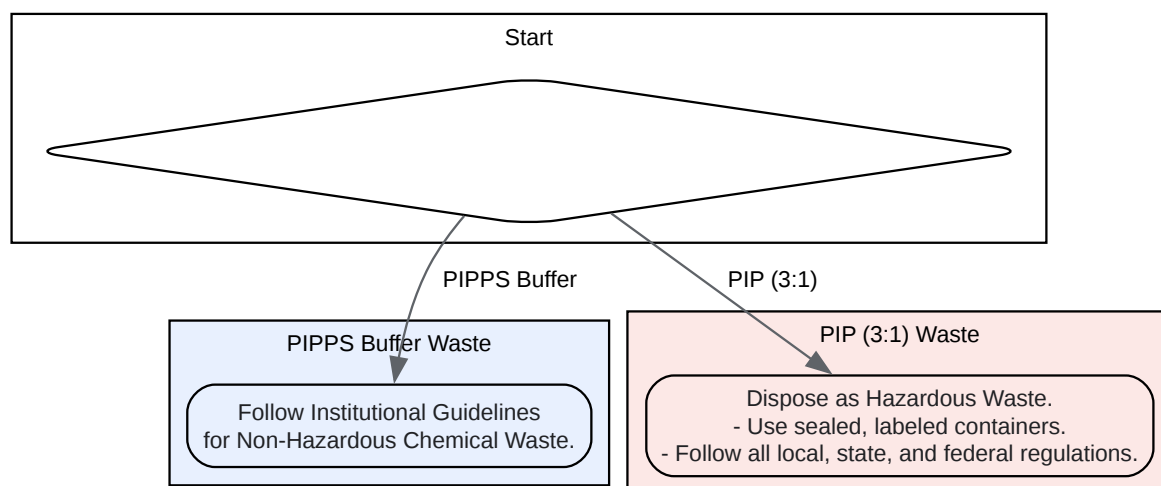 Start
PIPPS Buffer
PIP (3:1)
PIPPS Buffer Waste
Follow Institutional Guidelines
for Non-Hazardous Chemical Waste.
PIP (3:1) Waste
Dispose as Hazardous Waste.
- Use sealed, labeled containers.
- Follow all local, state, and federal regulations.